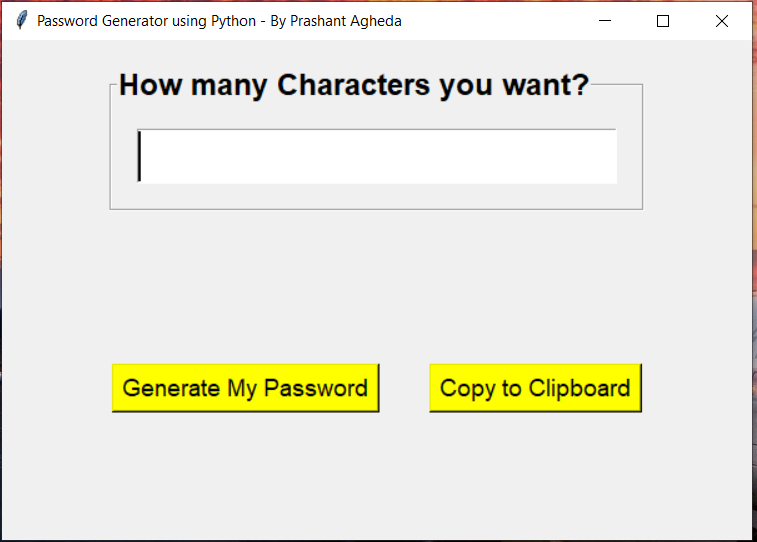 Password Generator using Python - By Prashant Agheda
How many Characters you want?
Generate My Password
Copy to Clipboard